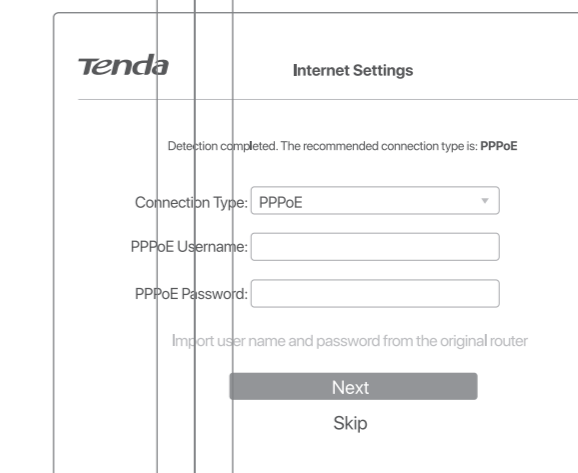 Tenda
Internet Settings
Detection completed. The recommended connection type is: PPPoE
Connection Type: PPPoE
PPPoE Username:
PPPoE Password:
Import user name and password from the original router
Next
Skip